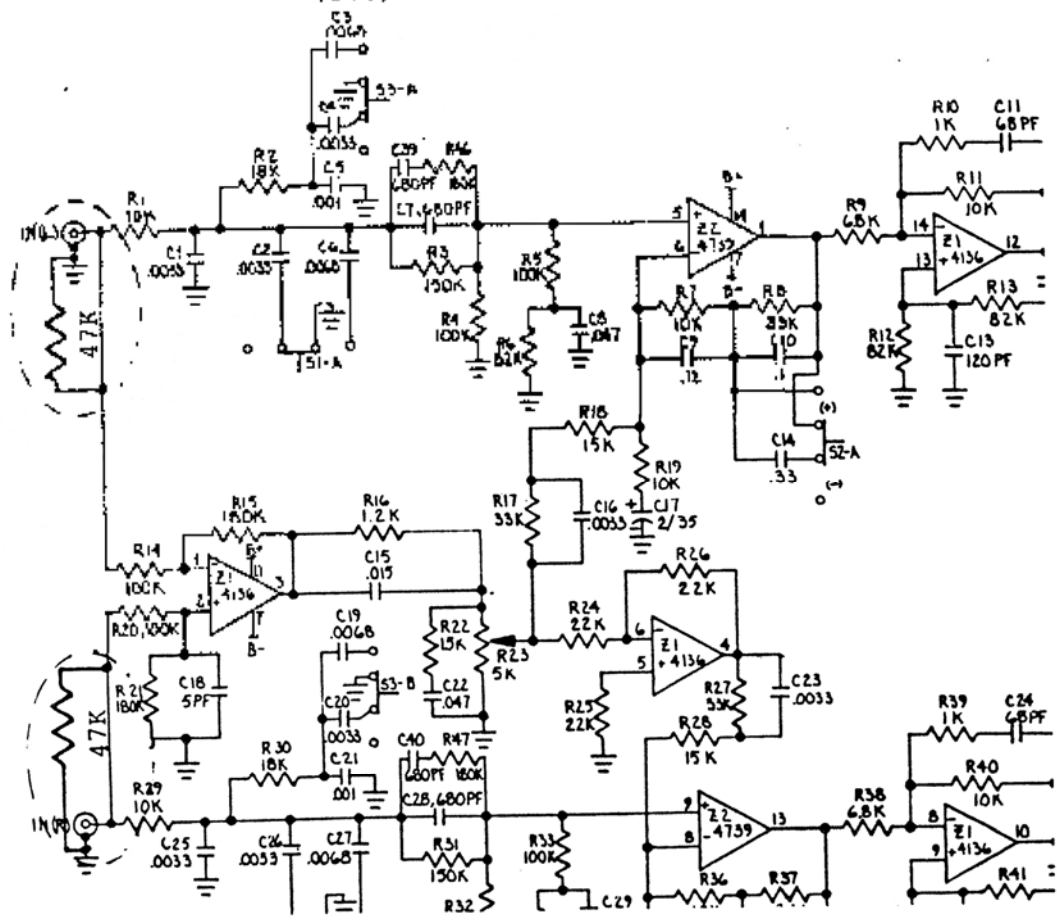 C3
.0068
S3-A
.0033
R2
18K
C5
.001
C39
680PF
R46
180K
C7, 680PF
R1
10K
IN(L)
C1
.0033
C2
.0033
C6
.0068
R3
150K
R4
100K
R5
100K
R6
82K
C8
.047
S1-A
47K
B+
5
+
14
1
Z2
4739
6
-
7
B-
R7
10K
R8
C9
.12
C10
.1
R9
6.8K
R10
1K
C11
68PF
R11
10K
14
-
Z1
12
13
+ 4136
R12
82K
C13
120PF
R13
82K
(+)
S2-A
(-)
C14
.33
R18
15K
R19
10K
R17
33K
C16
.0033
+
C17
2/35
R15
180K
R16
1.2K
R14
100K
1
-
11
Z1
3
4136
2
+
7
B-
C15
.015
R20, 100K
R21
180K
C18
5PF
C19
.0068
S3-B
C20
.0033
C21
.001
R22
15K
C22
.047
R23
5K
R24
22K
R26
22K
6
-
Z1
4
5
+ 4136
R25
22K
R27
33K
C23
.0033
R28
15K
47K
IN(R)
R29
10K
R30
18K
C40
680PF
R47
180K
C28, 680PF
C25
.0033
C26
.0033
C27
.0068
R31
150K
R32
R33
100K
C29
9
+
Z2
13
- 4739
8
R36
R37
R38
6.8K
R39
1K
C24
68PF
R40
10K
8
-
Z1
10
9
+ 4136
R41